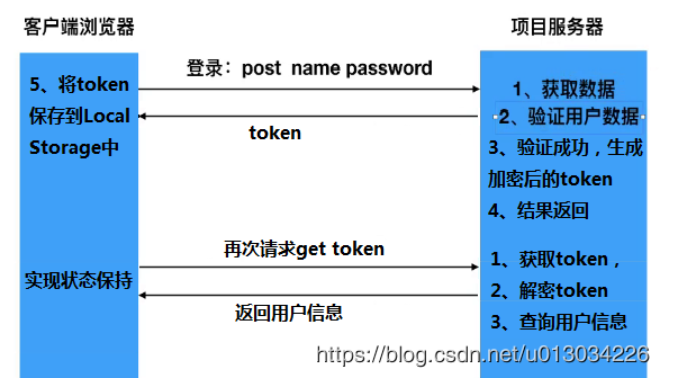 客户端浏览器
项目服务器
5、将token
保存到Local
Storage中
登录：post name password
token
1、获取数据
2、验证用户数据
3、验证成功，生成
加密后的token
4、结果返回
再次请求get token
实现状态保持
返回用户信息
1、获取token，
2、解密token
3、查询用户信息
https://blog.csdn.net/u013034226